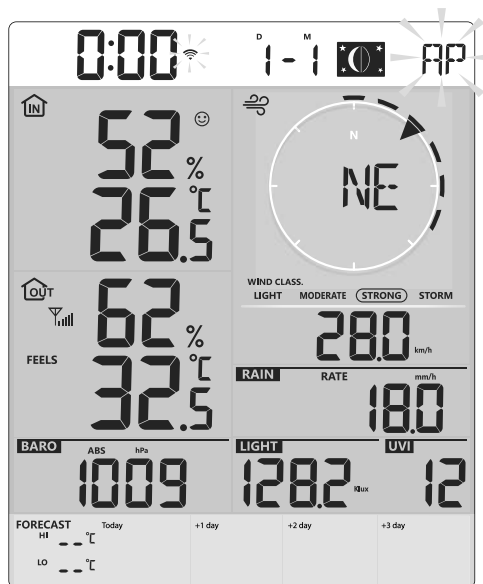 0:00 D M 1-1 AP
IN
52 %
26.5 °C
N
NE
OUT
62 %
FEELS
32.5 °C
WIND CLASS.
LIGHT MODERATE STRONG STORM
28.0 km/h
RAIN RATE mm/h
18.0
BARO ABS hPa
1009
LIGHT
128.2 Klux
UVI
12
FORECAST Today +1 day +2 day +3 day
HI --°C
LO --°C